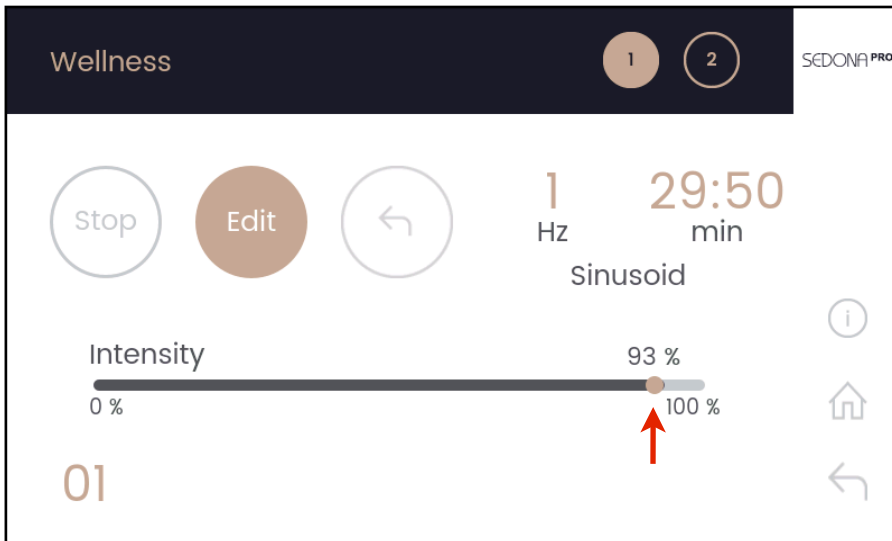 Wellness
1
2
SEDONA PRO
Stop
Edit
1
29:50
Hz
min
Sinusoid
i
Intensity
93 %
0 %
100 %
01